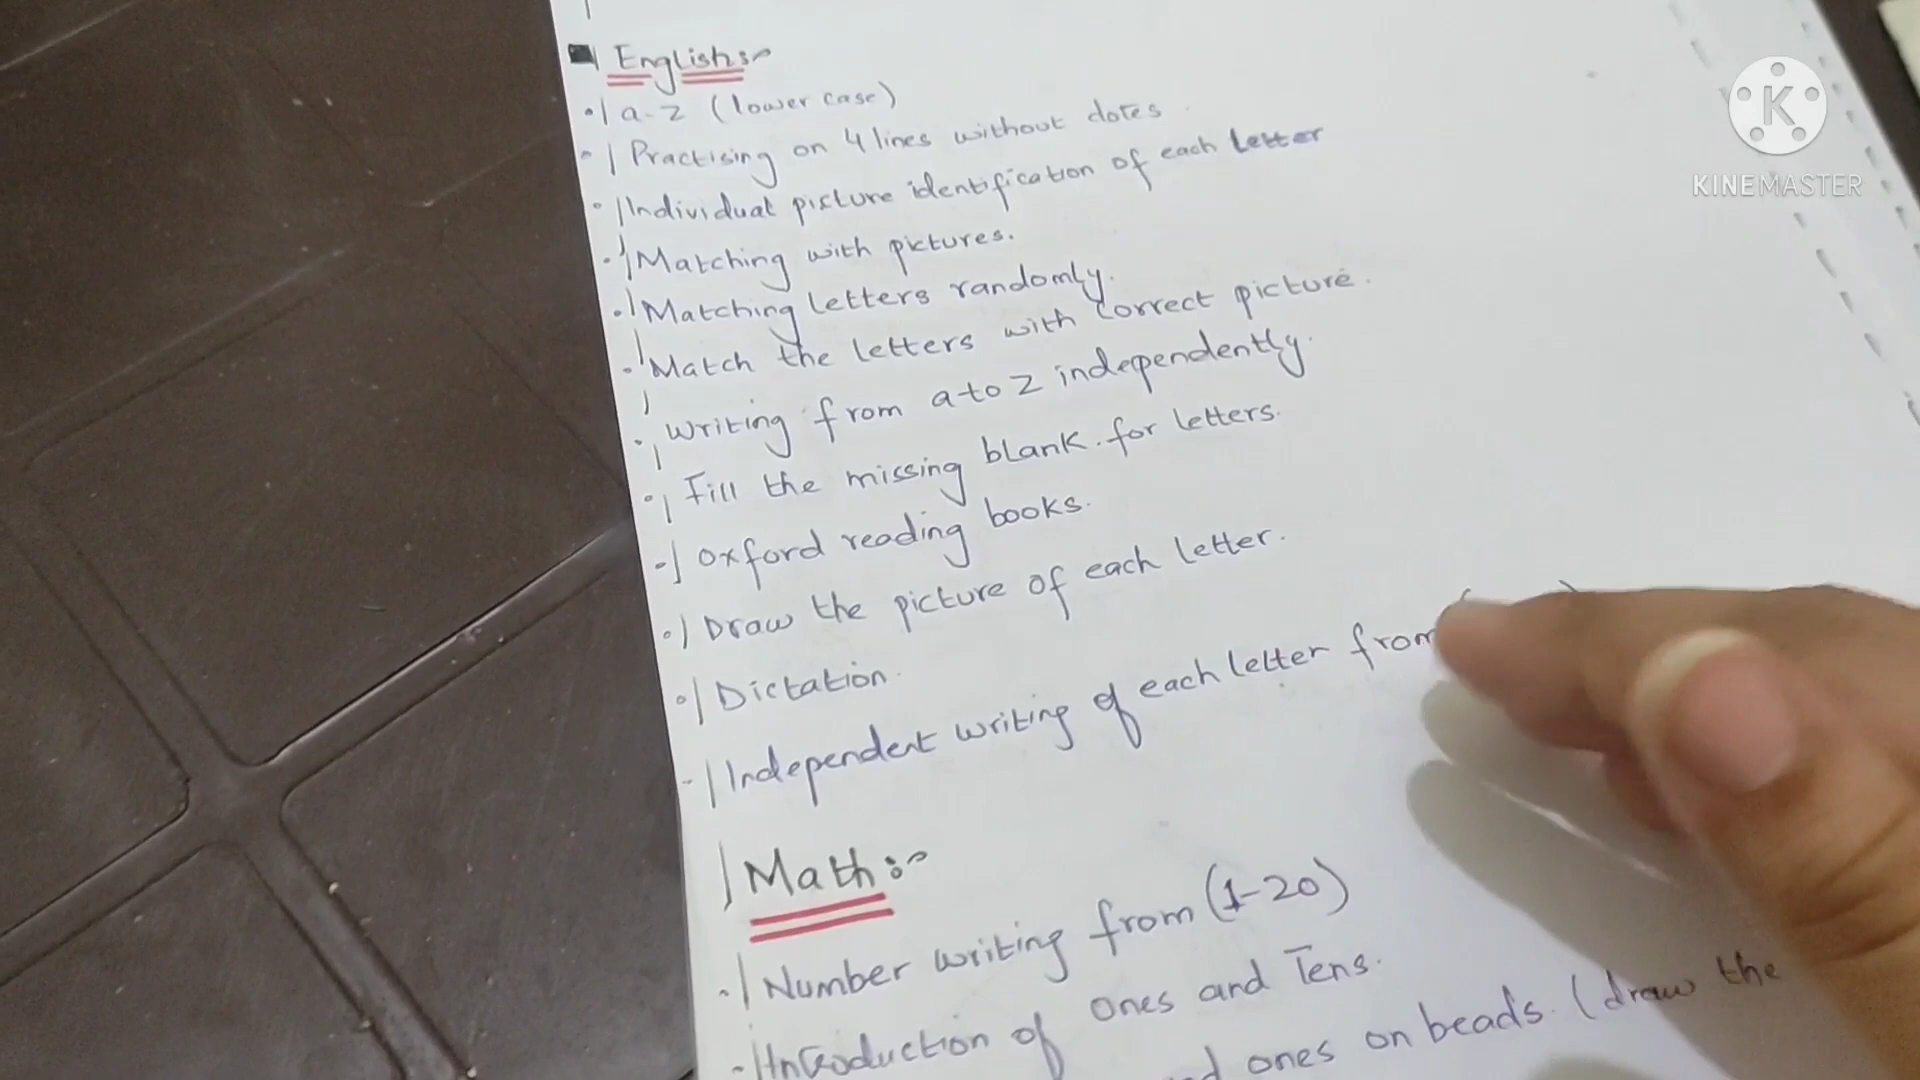 English:-
a-z (lower case)
Practising on 4 lines without dotes.
Individual picture identification of each letter
Matching with pictures.
Matching letters randomly.
Match the letters with correct picture.
Writing from a to z independently.
Fill the missing blank. for letters.
Oxford reading books.
Draw the picture of each letter.
Dictation.
Independent writing of each letter from
Math:-
Number writing from (1-20)
Introduction of ones and Tens.
ones on beads. (draw the
K
KINEMASTER